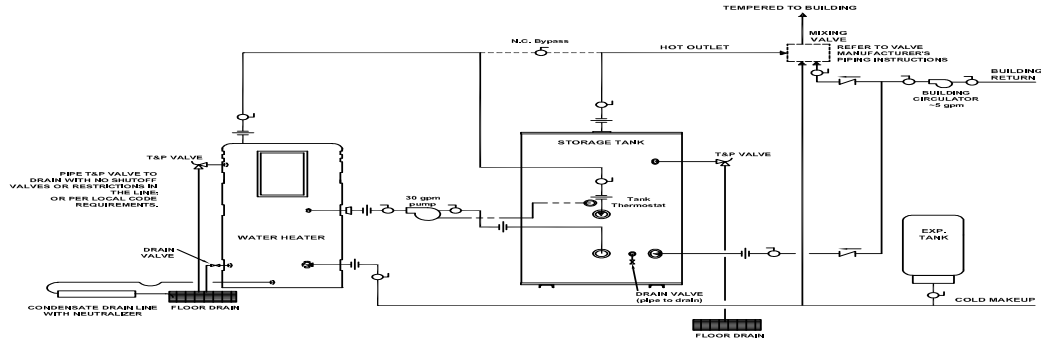 TEMPERED TO BUILDING
MIXING
VALVE
REFER TO VALVE
MANUFACTURER'S
PIPING INSTRUCTIONS
N.C. Bypass
HOT OUTLET
BUILDING
RETURN
BUILDING
CIRCULATOR
~5 gpm
T&P VALVE
PIPE T&P VALVE TO
DRAIN WITH NO SHUTOFF
VALVES OR RESTRICTIONS IN
THE LINE.
OR PER LOCAL CODE
REQUIREMENTS.
STORAGE TANK
T&P VALVE
30 gpm
pump
Tank
Thermostat
WATER HEATER
DRAIN
VALVE
EXP.
TANK
DRAIN VALVE
(pipe to drain)
COLD MAKEUP
CONDENSATE DRAIN LINE
WITH NEUTRALIZER
FLOOR DRAIN
FLOOR DRAIN